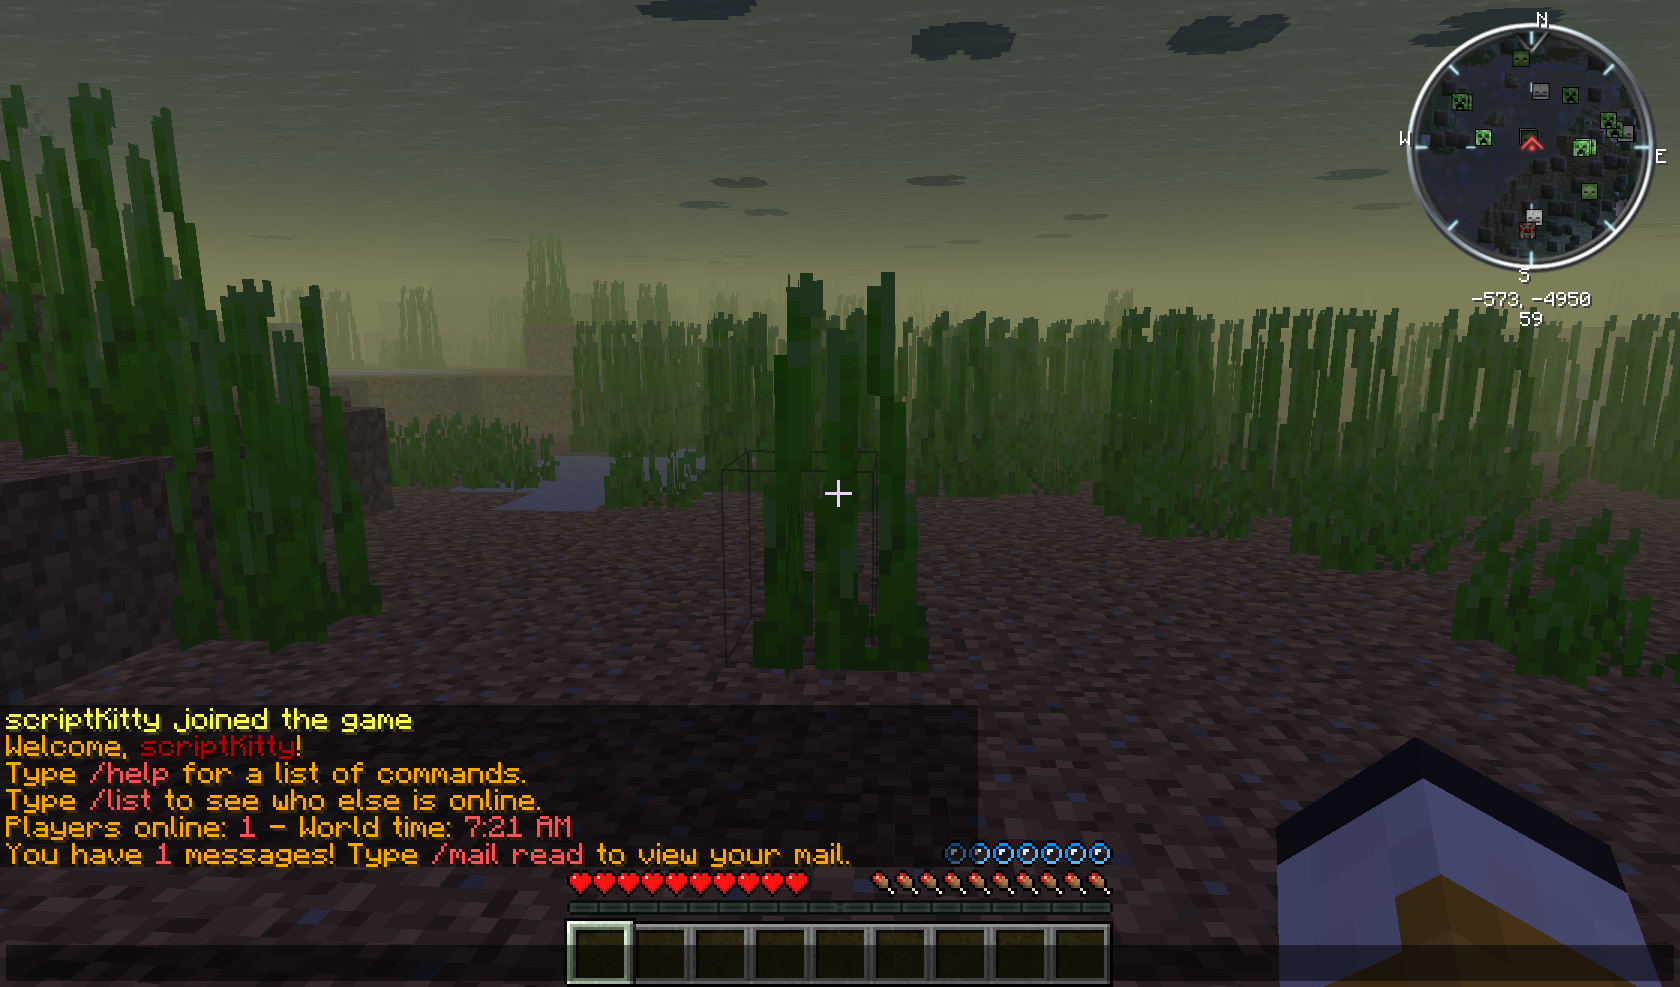 N
W
E
S
-573, -4950
59
scriptKitty joined the game
Welcome, scriptKitty!
Type /help for a list of commands.
Type /list to see who else is online.
Players online: 1 - World time: 7:21 AM
You have 1 messages! Type /mail read to view your mail.